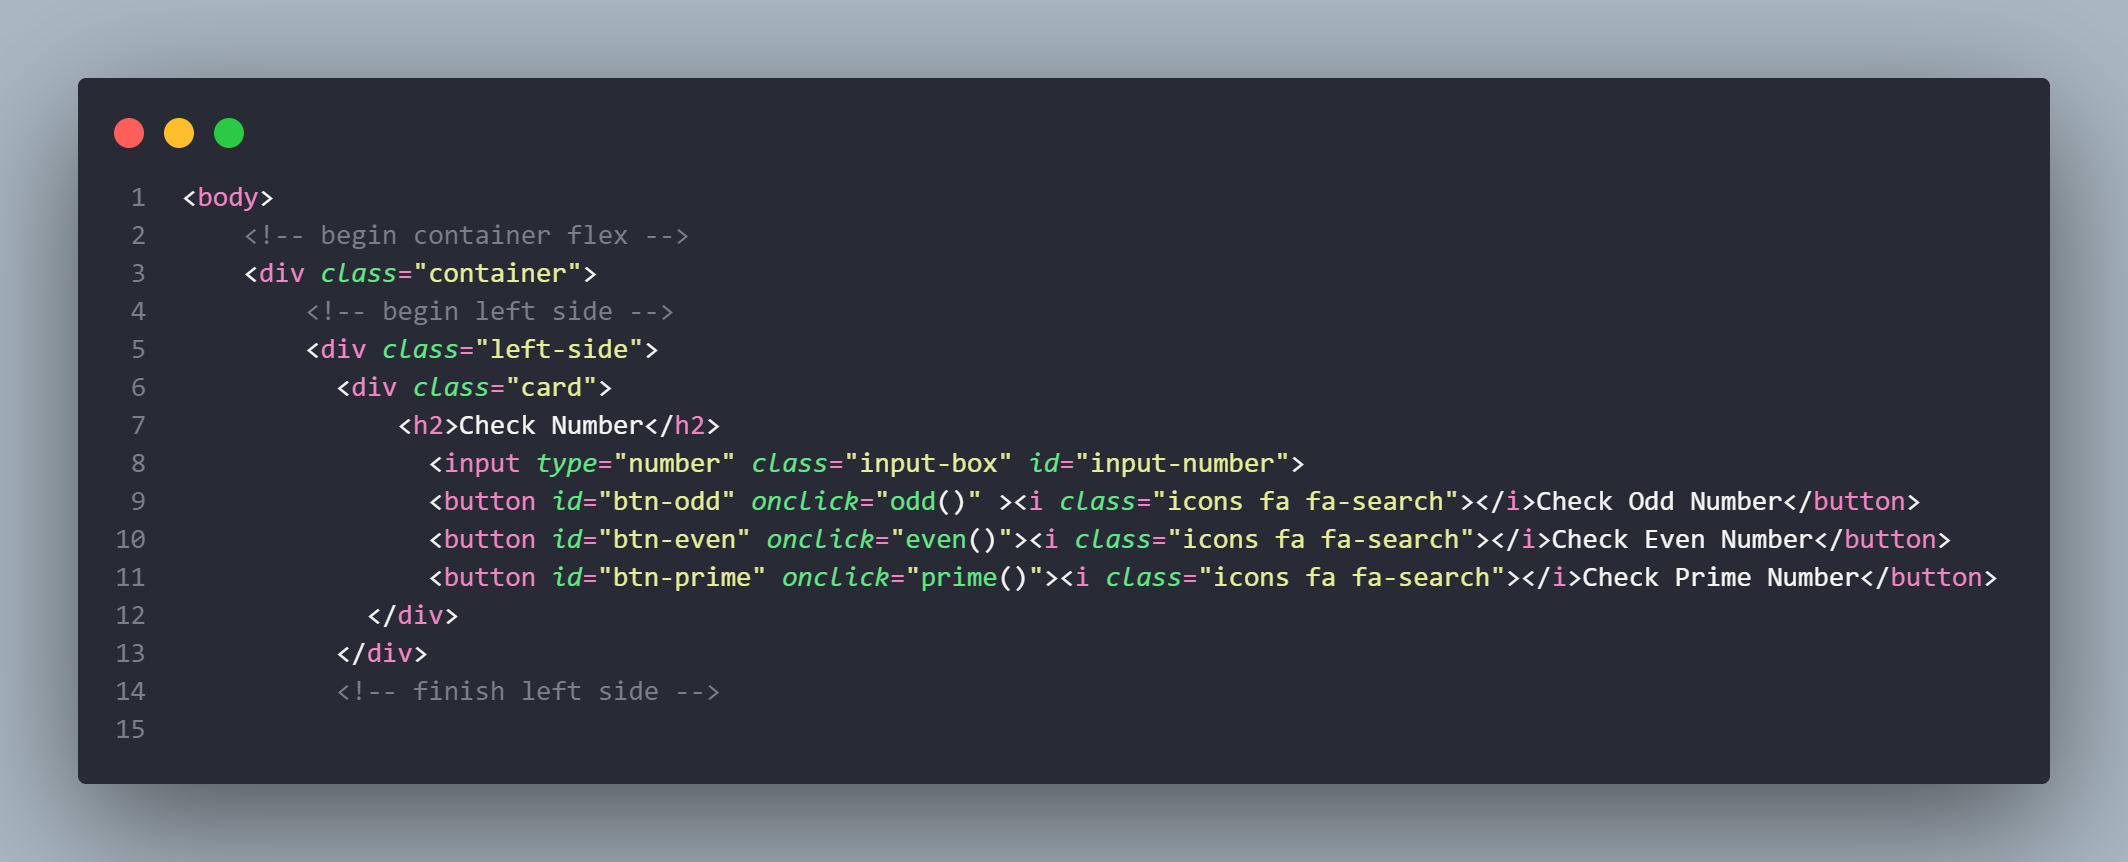 1 <body>
2     <!-- begin container flex -->
3     <div class="container">
4         <!-- begin left side -->
5         <div class="left-side">
6           <div class="card">
7               <h2>Check Number</h2>
8                 <input type="number" class="input-box" id="input-number">
9                 <button id="btn-odd" onclick="odd()" ><i class="icons fa fa-search"></i>Check Odd Number</button>
10                 <button id="btn-even" onclick="even()"><i class="icons fa fa-search"></i>Check Even Number</button>
11                 <button id="btn-prime" onclick="prime()"><i class="icons fa fa-search"></i>Check Prime Number</button>
12             </div>
13           </div>
14           <!-- finish left side -->
15